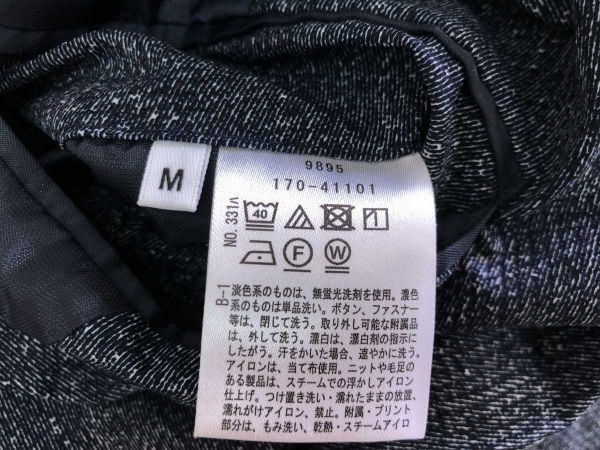 M
9895
170-41101
NO. 331ﾊ
40
F
W
B-1
淡色系のものは、無蛍光洗剤を使用。濃色
系のものは単品洗い。ボタン、ファスナー
等は、閉じて洗う。取り外し可能な附属品
は、外して洗う。漂白は、漂白剤の指示に
したがう。汗をかいた場合、速やかに洗う。
アイロンは、当て布使用。ニットや毛足の
ある製品は、スチームでの浮かしアイロン
仕上げ。つけ置き洗い・濡れたままの放置、
濡れがけアイロン、禁止。附属・プリント
部分は、もみ洗い、乾熱・スチームアイロ